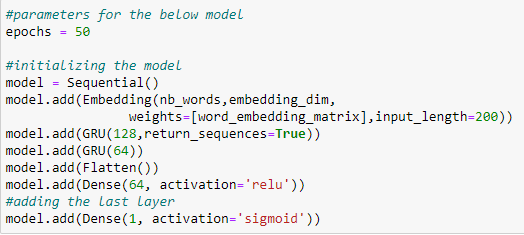 #parameters for the below model
epochs = 50
#initializing the model
model = Sequential()
model.add(Embedding(nb_words,embedding_dim,
weights=[word_embedding_matrix],input_length=200))
model.add(GRU(128,return_sequences=True))
model.add(GRU(64))
model.add(Flatten())
model.add(Dense(64, activation='relu'))
#adding the last layer
model.add(Dense(1, activation='sigmoid'))